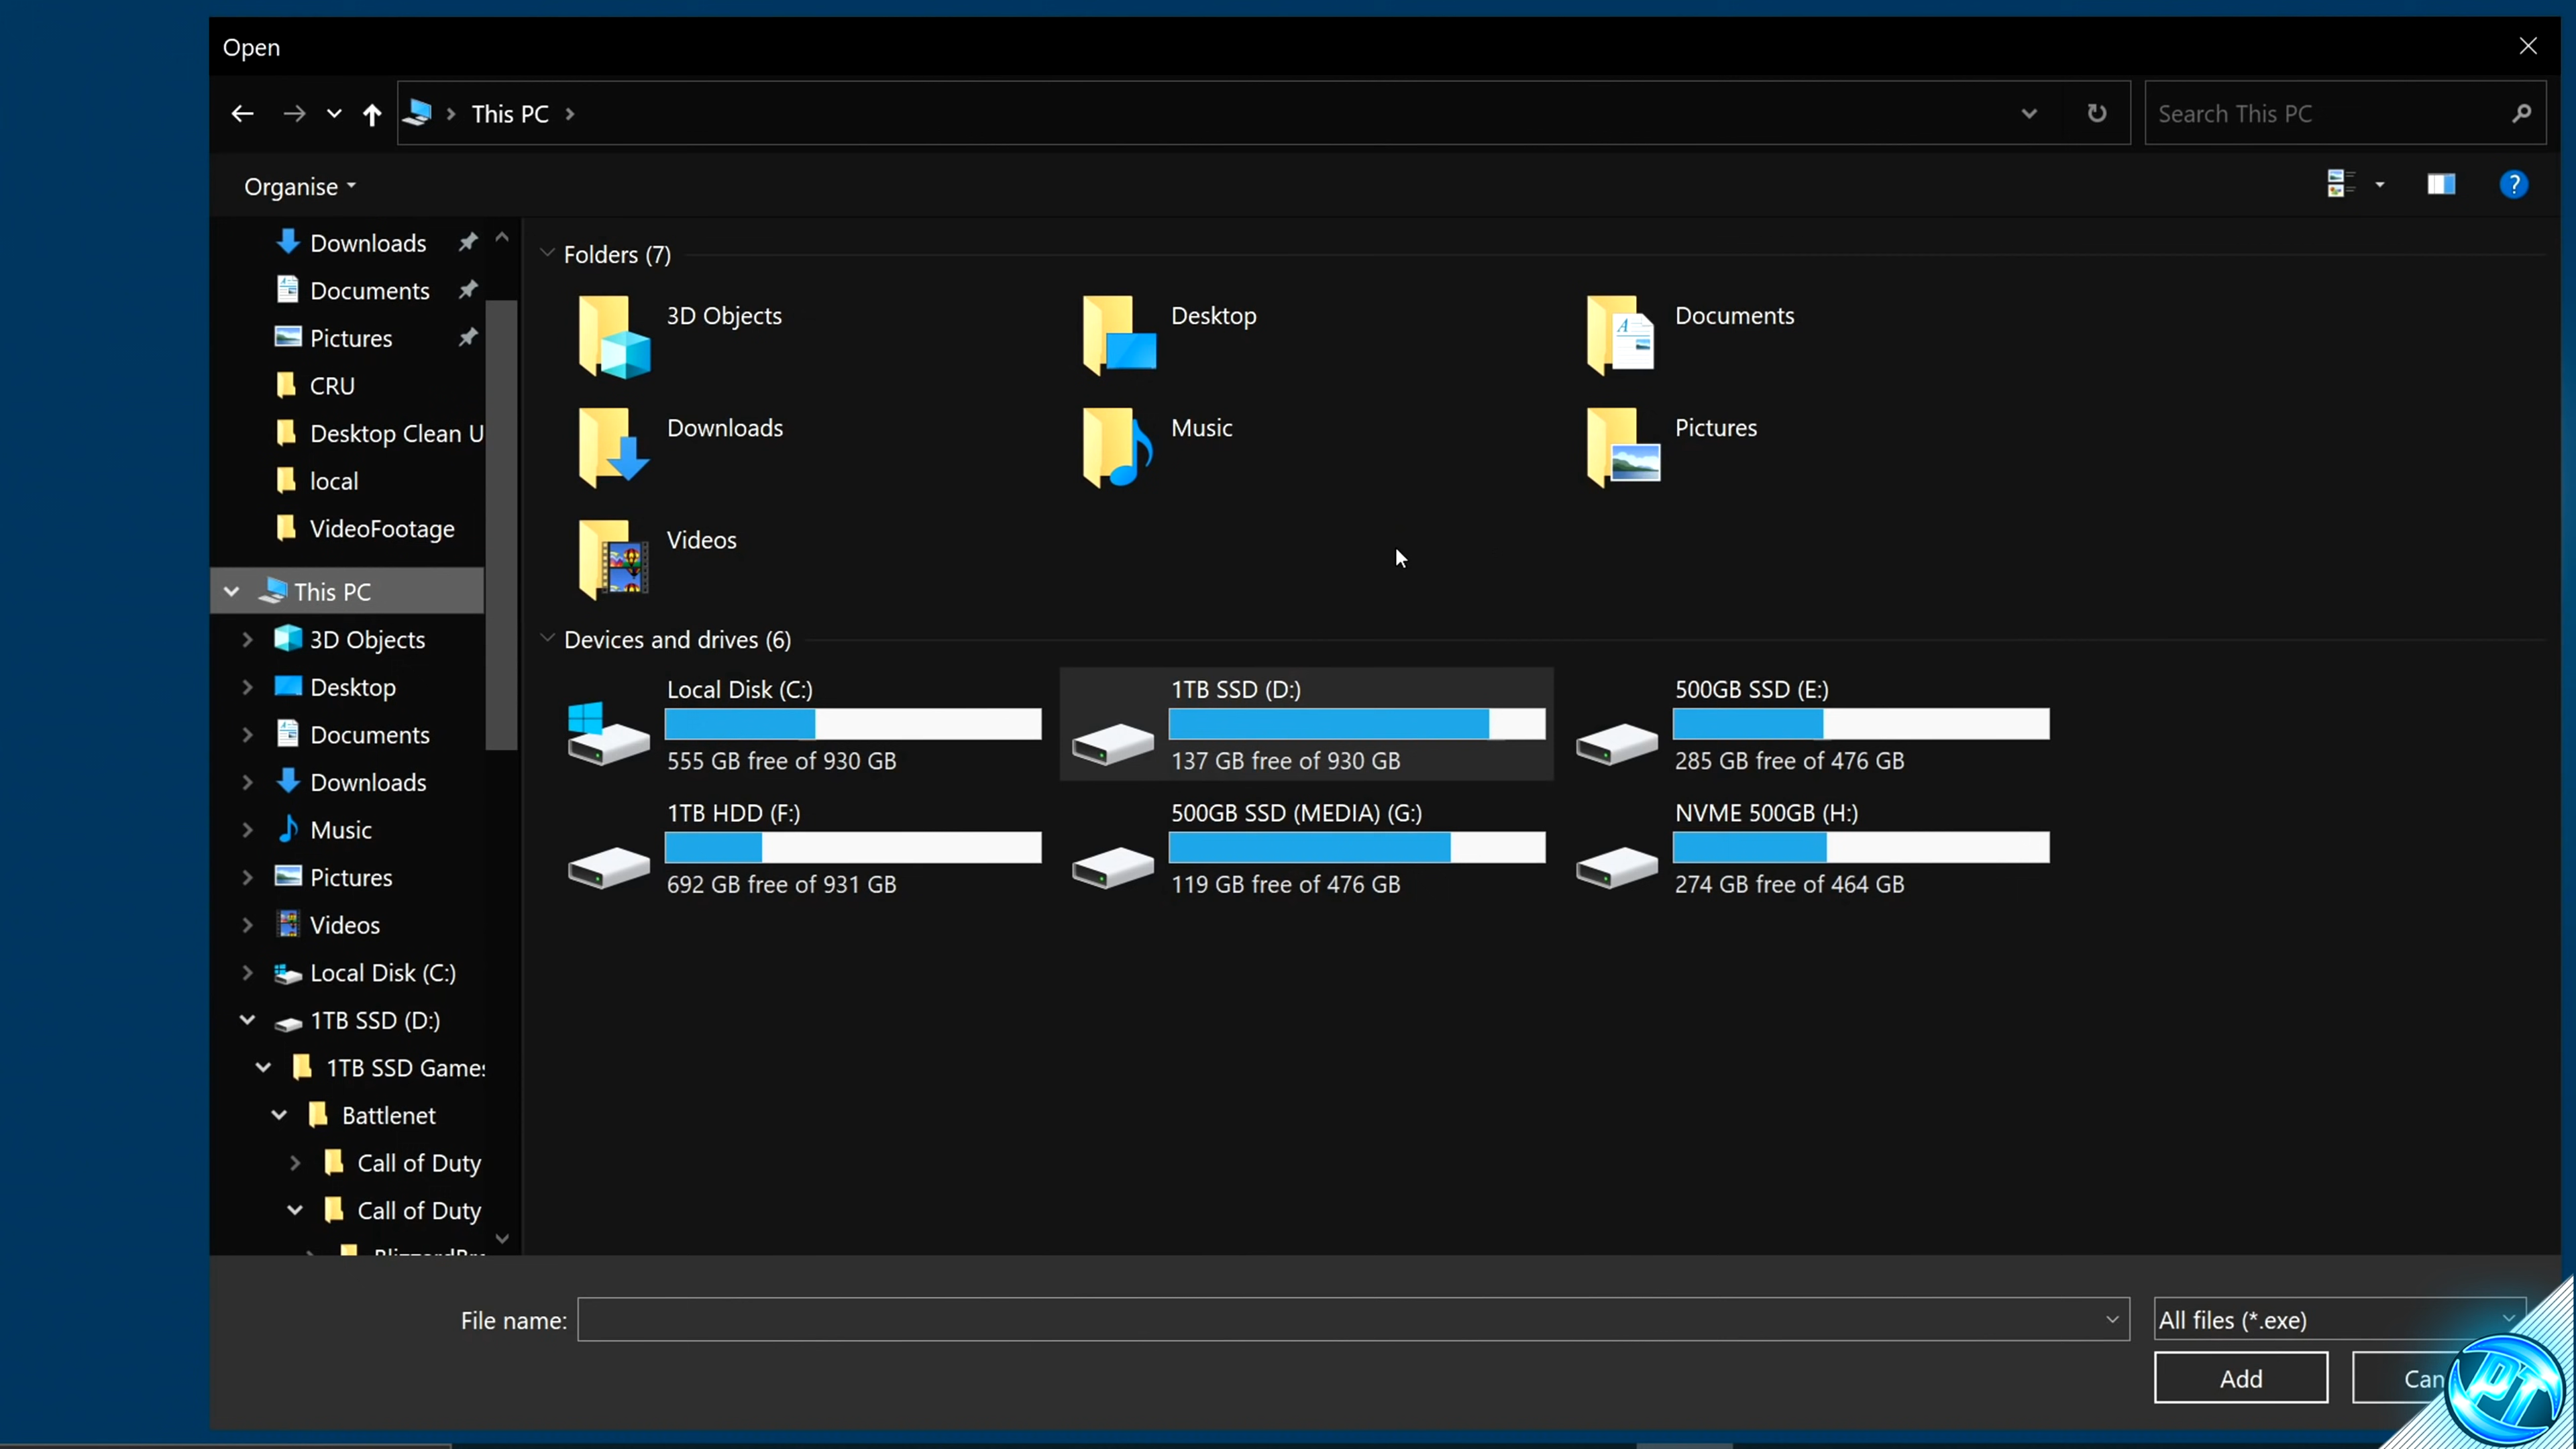 Open
This PC
Search This PC
Organise
Downloads
Documents
Pictures
CRU
Desktop Clean U
local
VideoFootage
This PC
3D Objects
Desktop
Documents
Downloads
Music
Pictures
Videos
Local Disk (C:)
1TB SSD (D:)
1TB SSD Games
Battlenet
Call of Duty
Call of Duty
Folders (7)
3D Objects
Desktop
Documents
Downloads
Music
Pictures
Videos
Devices and drives (6)
Local Disk (C:)
555 GB free of 930 GB
1TB SSD (D:)
137 GB free of 930 GB
500GB SSD (E:)
285 GB free of 476 GB
1TB HDD (F:)
692 GB free of 931 GB
500GB SSD (MEDIA) (G:)
119 GB free of 476 GB
NVME 500GB (H:)
274 GB free of 464 GB
File name:
All files (*.exe)
Add
Can
PT